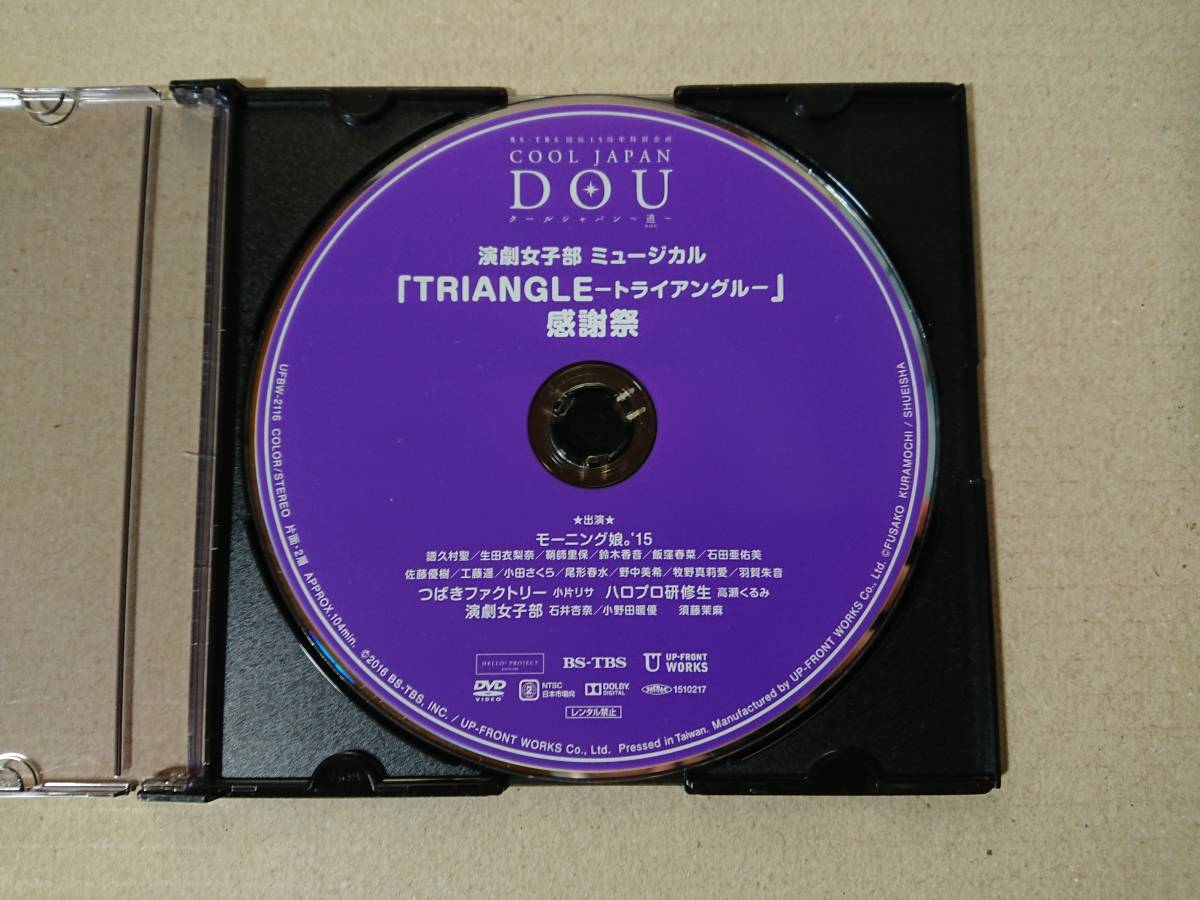 BS-TBS 開局15周年特別企画
COOL JAPAN
DOU
クールジャパン〜道〜
DOU
演劇女子部 ミュージカル
「TRIANGLE－トライアングル－」
感謝祭
★出演★
モーニング娘。'15
譜久村聖／生田衣梨奈／鞘師里保／鈴木香音／飯窪春菜／石田亜佑美
佐藤優樹／工藤遥／小田さくら／尾形春水／野中美希／牧野真莉愛／羽賀朱音
つばきファクトリー 小片リサ ハロプロ研修生 高瀬くるみ
演劇女子部 石井杏奈／小野田暖優 須藤茉麻
HELLO! PROJECT
BS-TBS
UP-FRONT WORKS
DVD VIDEO
2
NTSC 日本市場向
DOLBY DIGITAL
1510217
レンタル禁止
UFBW-2116 COLOR/STEREO 片面・2層 APPROX.104min. ©2016 BS-TBS, INC. / UP-FRONT WORKS Co., Ltd. Pressed in Taiwan. Manufactured by UP-FRONT WORKS Co., Ltd. ©FUSAKO KURAMOCHI / SHUEISHA